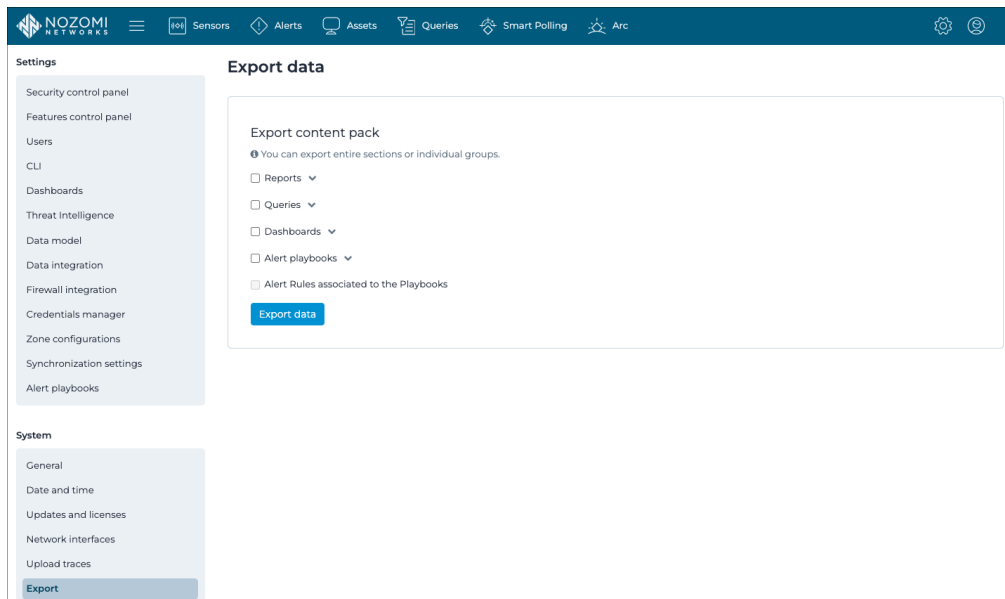 NOZOMI
NETWORKS
Sensors
Alerts
Assets
Queries
Smart Polling
Arc
Settings
Security control panel
Features control panel
Users
CLI
Dashboards
Threat Intelligence
Data model
Data integration
Firewall integration
Credentials manager
Zone configurations
Synchronization settings
Alert playbooks
System
General
Date and time
Updates and licenses
Network interfaces
Upload traces
Export
Export data
Export content pack
You can export entire sections or individual groups.
Reports
Queries
Dashboards
Alert playbooks
Alert Rules associated to the Playbooks
Export data